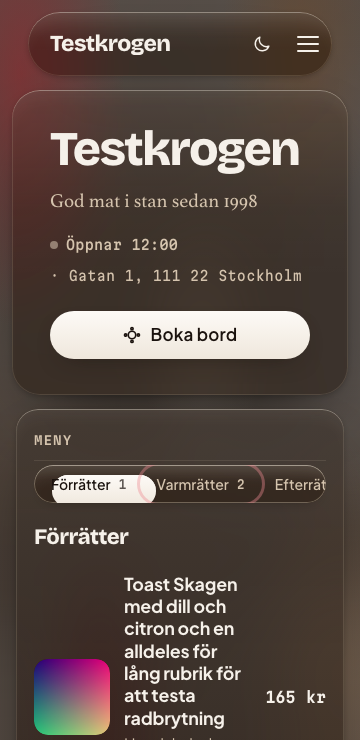 Testkrogen
Testkrogen
God mat i stan sedan 1998
Öppnar 12:00
· Gatan 1, 111 22 Stockholm
Boka bord
MENY
Förrätter 1 Varmrätter 2 Efterrät
Förrätter
Toast Skagen
med dill och
citron och en
alldeles för
lång rubrik för
att testa
radbrytning
165 kr